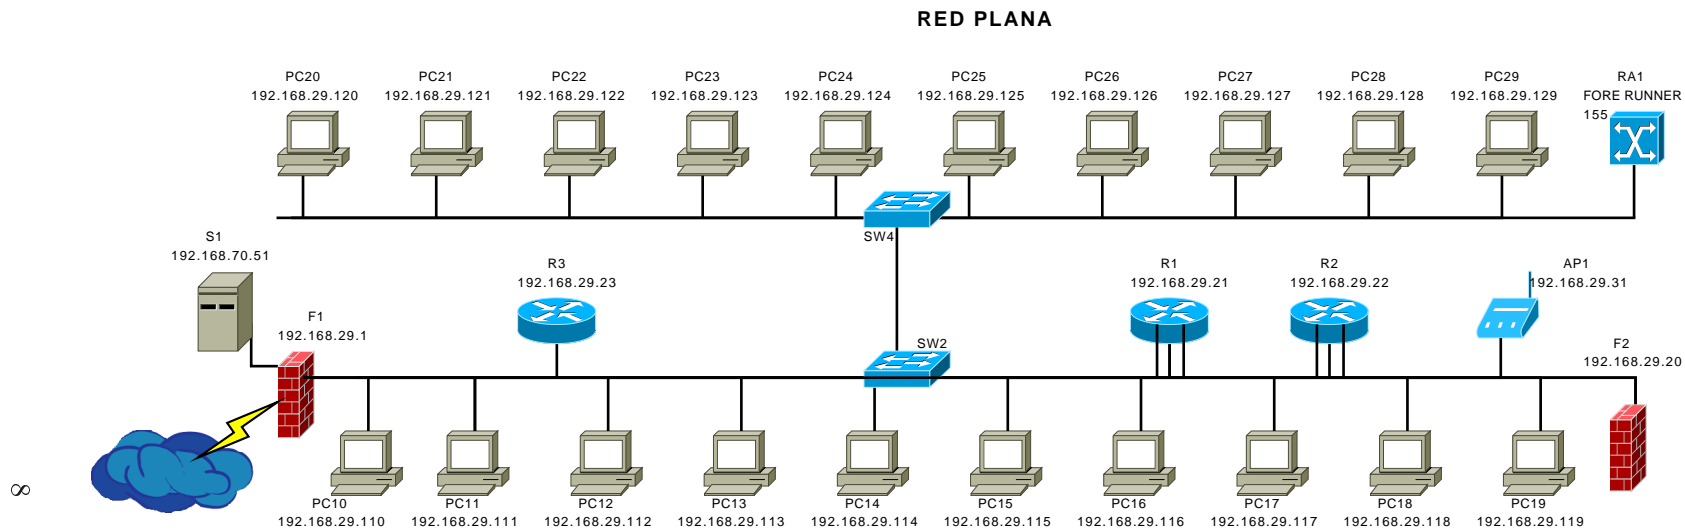 RED PLANA
PC20
192.168.29.120
PC21
192.168.29.121
PC22
192.168.29.122
PC23
192.168.29.123
PC24
192.168.29.124
PC25
192.168.29.125
PC26
192.168.29.126
PC27
192.168.29.127
PC28
192.168.29.128
PC29
192.168.29.129
RA1
FORE RUNNER
155
SW4
S1
192.168.70.51
F1
192.168.29.1
R3
192.168.29.23
SW2
R1
192.168.29.21
R2
192.168.29.22
AP1
192.168.29.31
F2
192.168.29.20
PC10
192.168.29.110
PC11
192.168.29.111
PC12
192.168.29.112
PC13
192.168.29.113
PC14
192.168.29.114
PC15
192.168.29.115
PC16
192.168.29.116
PC17
192.168.29.117
PC18
192.168.29.118
PC19
192.168.29.119
8